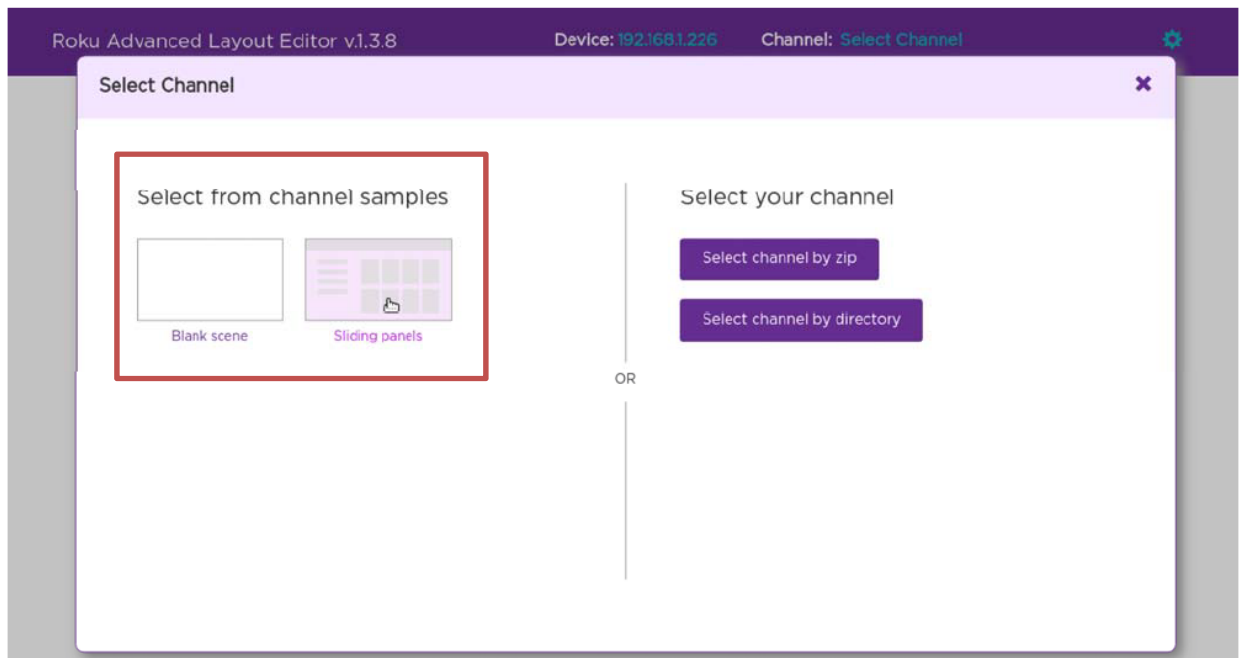 Roku Advanced Layout Editor v.1.3.8 Device: 192.168.1.226 Channel: Select Channel
Select Channel
Select from channel samples
Blank scene Sliding panels
OR
Select your channel
Select channel by zip
Select channel by directory